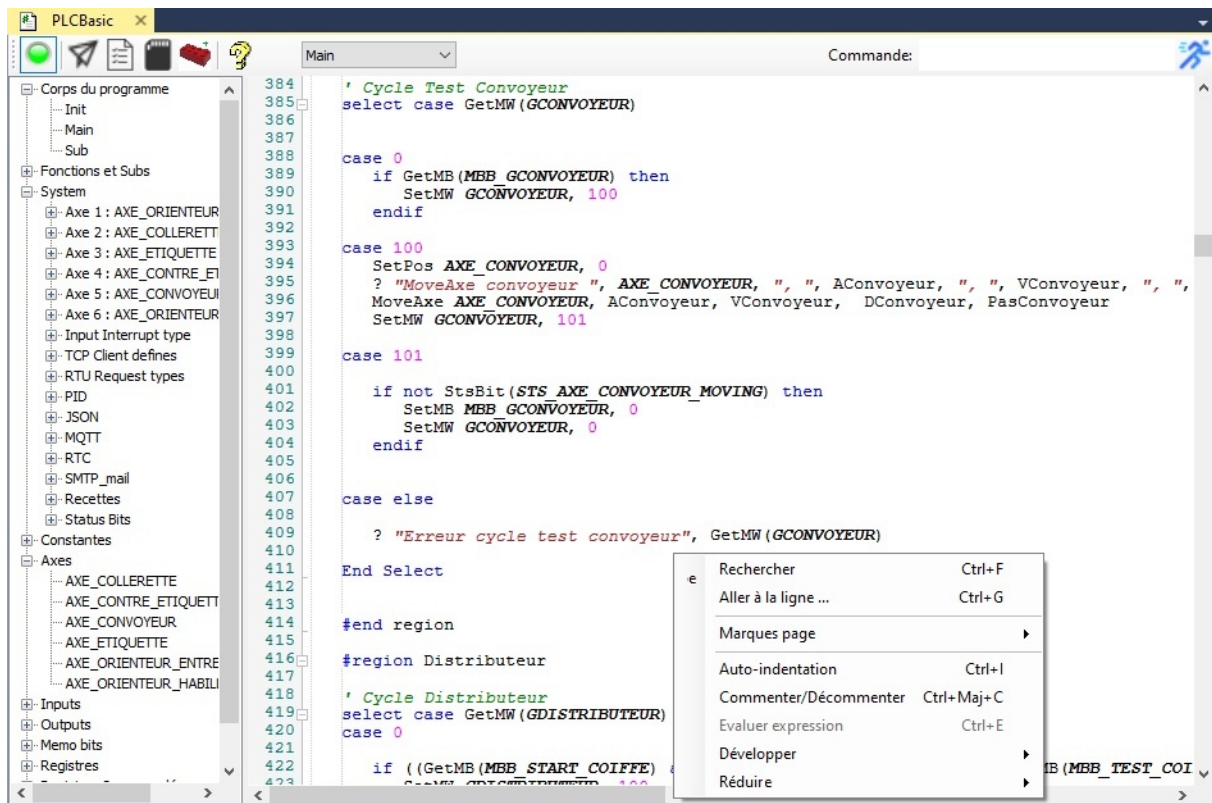 PLCBasic
Main
Commande:
Corps du programme
Init
Main
Sub
Fonctions et Subs
System
Axe 1 : AXE_ORIENTEUR
Axe 2 : AXE_COLLERETT
Axe 3 : AXE_ETIQUETTE
Axe 4 : AXE_CONTRE_ET
Axe 5 : AXE_CONVOYEUI
Axe 6 : AXE_ORIENTEUR
Input Interrupt type
TCP Client defines
RTU Request types
PID
JSON
MQTT
RTC
SMTP_mail
Recettes
Status Bits
Constantes
Axes
AXE_COLLERETTE
AXE_CONTRE_ETIQUETT
AXE_CONVOYEUR
AXE_ETIQUETTE
AXE_ORIENTEUR_ENTRE
AXE_ORIENTEUR_HABILI
Inputs
Outputs
Memo bits
Registres
384 ' Cycle Test Convoyeur
385 select case GetMW(GCONVOYEUR)
386
387
388 case 0
389 if GetMB(MBB_GCONVOYEUR) then
390 SetMW GCONVOYEUR, 100
391 endif
392
393 case 100
394 SetPos AXE_CONVOYEUR, 0
395 ? "MoveAxe convoyeur ", AXE_CONVOYEUR, ", ", AConvoyeur, ", ", VConvoyeur, ", ",
396 MoveAxe AXE_CONVOYEUR, AConvoyeur, VConvoyeur, DConvoyeur, PasConvoyeur
397 SetMW GCONVOYEUR, 101
398
399 case 101
400
401 if not StsBit(STS_AXE_CONVOYEUR_MOVING) then
402 SetMB MBB_GCONVOYEUR, 0
403 SetMW GCONVOYEUR, 0
404 endif
405
406
407 case else
408
409 ? "Erreur cycle test convoyeur", GetMW(GCONVOYEUR)
410
411 End Select
412
413
414 #end region
415
416 #region Distributeur
417
418 ' Cycle Distributeur
419 select case GetMW(GDISTRIBUTEUR)
420 case 0
421
422 if ((GetMB(MBB_START_COIFFE) MB(MBB_TEST_COI
423 SetMW GDISTRIBUTEUR, 100
e
Rechercher Ctrl+F
Aller à la ligne ... Ctrl+G
Marques page
Auto-indentation Ctrl+I
Commenter/Décommenter Ctrl+Maj+C
Evaluer expression Ctrl+E
Développer
Réduire